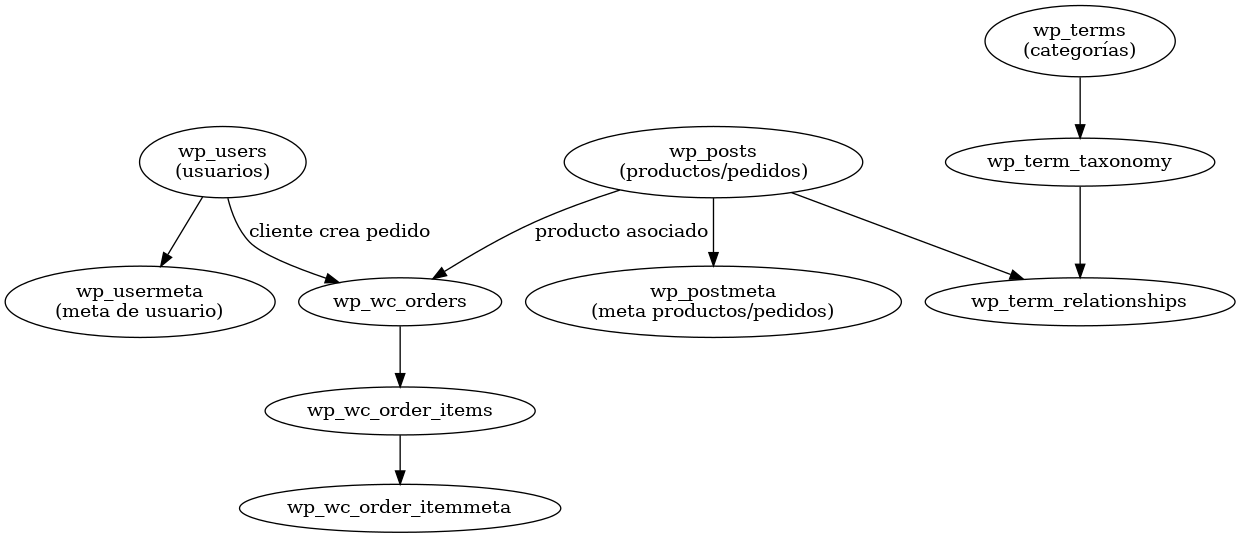 wp_terms
(categorías)
wp_users
(usuarios)
wp_posts
(productos/pedidos)
wp_term_taxonomy
cliente crea pedido
producto asociado
wp_usermeta
(meta de usuario)
wp_wc_orders
wp_postmeta
(meta productos/pedidos)
wp_term_relationships
wp_wc_order_items
wp_wc_order_itemmeta